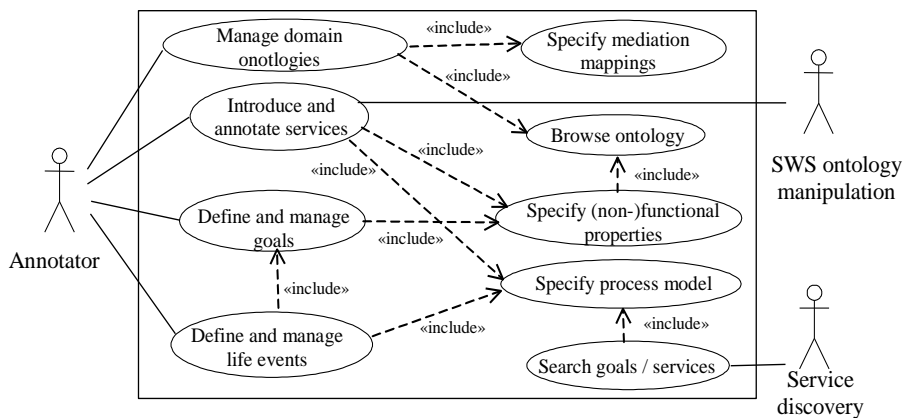 Manage domain
onotlogies
«include»
Specify mediation
mappings
«include»
Introduce and
annotate services
Browse ontology
«include»
«include»
«include»
SWS ontology
manipulation
Define and manage
goals
Specify (non-)functional
properties
«include»
Annotator
Specify process model
«include»
Define and manage
life events
«include»
«include»
Search goals / services
Service
discovery